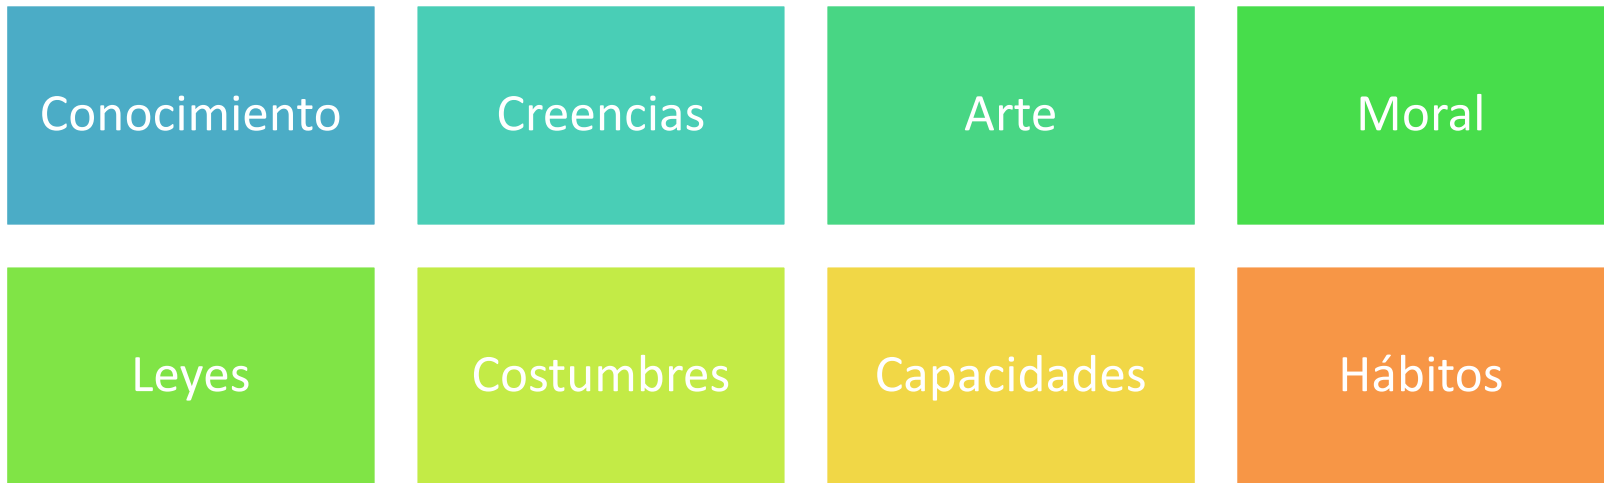 Conocimiento
Creencias
Arte
Moral
Leyes
Costumbres
Capacidades
Hábitos